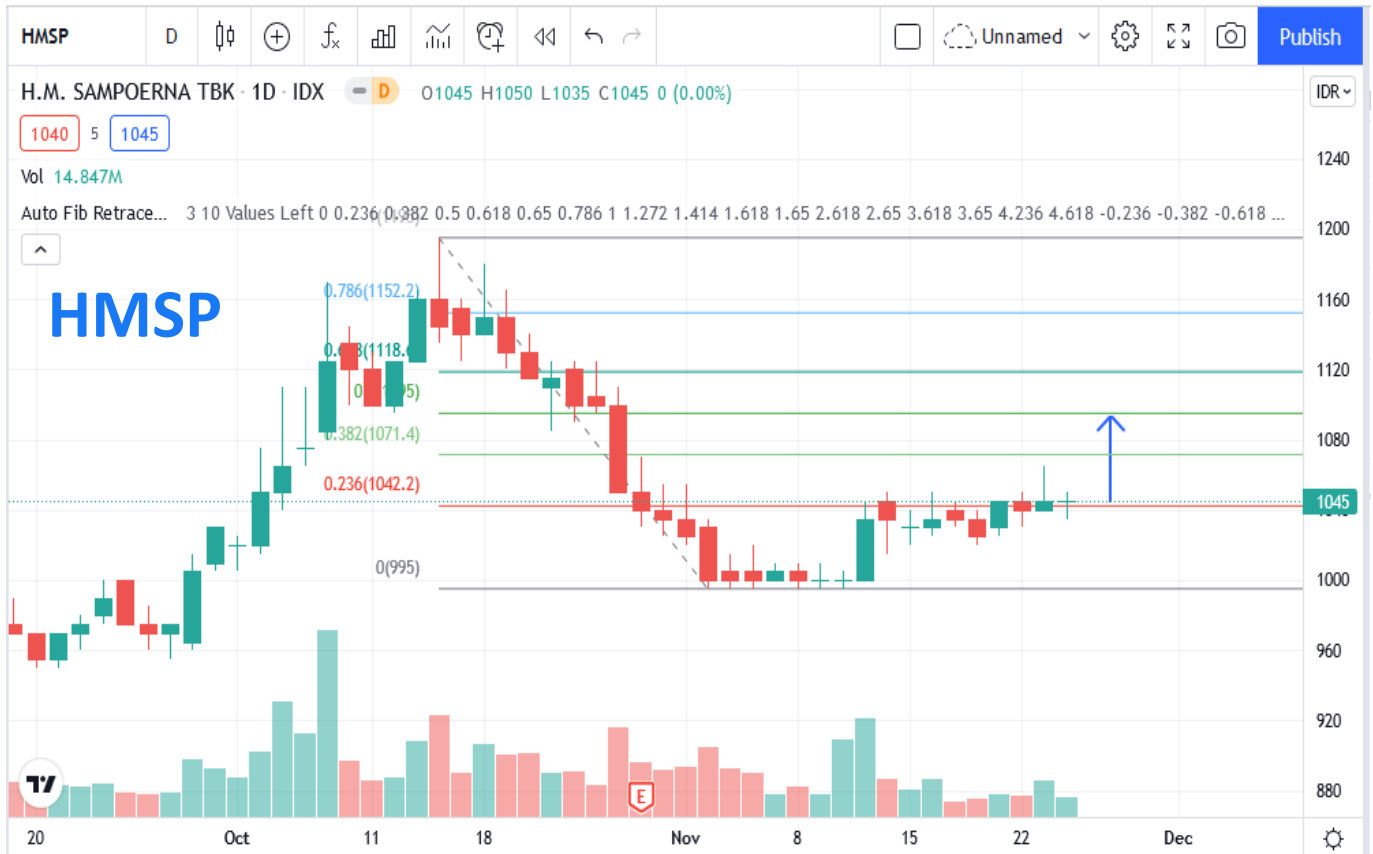 HMSP D Unnamed Publish
H.M. SAMPOERNA TBK · 1D · IDX D O1045 H1050 L1035 C1045 0 (0.00%) IDR
1040 5 1045
Vol 14.847M
Auto Fib Retrace... 3 10 Values Left 0 0.236 0.382 0.5 0.618 0.65 0.786 1 1.272 1.414 1.618 1.65 2.618 2.65 3.618 3.65 4.236 4.618 -0.236 -0.382 -0.618 ...
HMSP
0.786(1152.2)
0.382(1071.4)
0.236(1042.2)
0(995)
1240
1200
1160
1120
1080
1045
1000
960
920
880
E
20 Oct 11 18 Nov 8 15 22 Dec